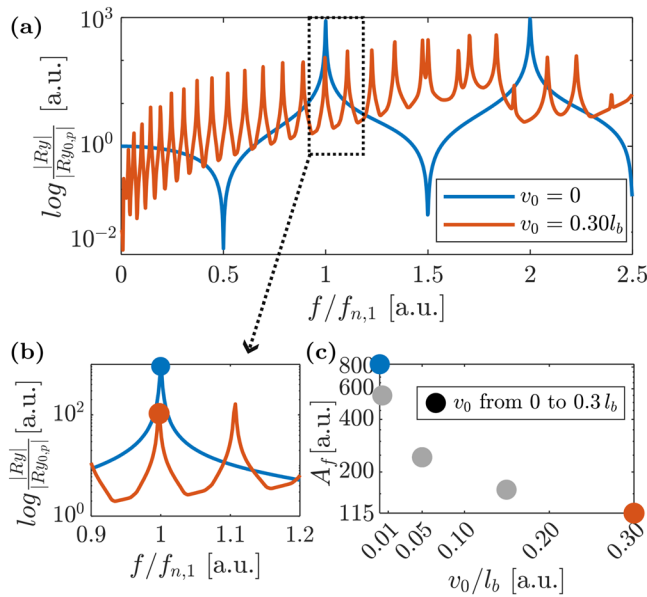 (a)
10^3
10^0
10^-2
log |Ry| / |Ry_{0,p}| [a.u.]
v_0 = 0
v_0 = 0.30l_b
0 0.5 1 1.5 2 2.5
f/f_{n,1} [a.u.]
(b)
10^2
10^0
log |Ry| / |Ry_{0,p}| [a.u.]
0.9 1 1.1 1.2
f/f_{n,1} [a.u.]
(c)
800
600
400
200
115
A_f [a.u.]
v_0 from 0 to 0.3 l_b
0.01 0.05 0.10 0.20 0.30
v_0/l_b [a.u.]